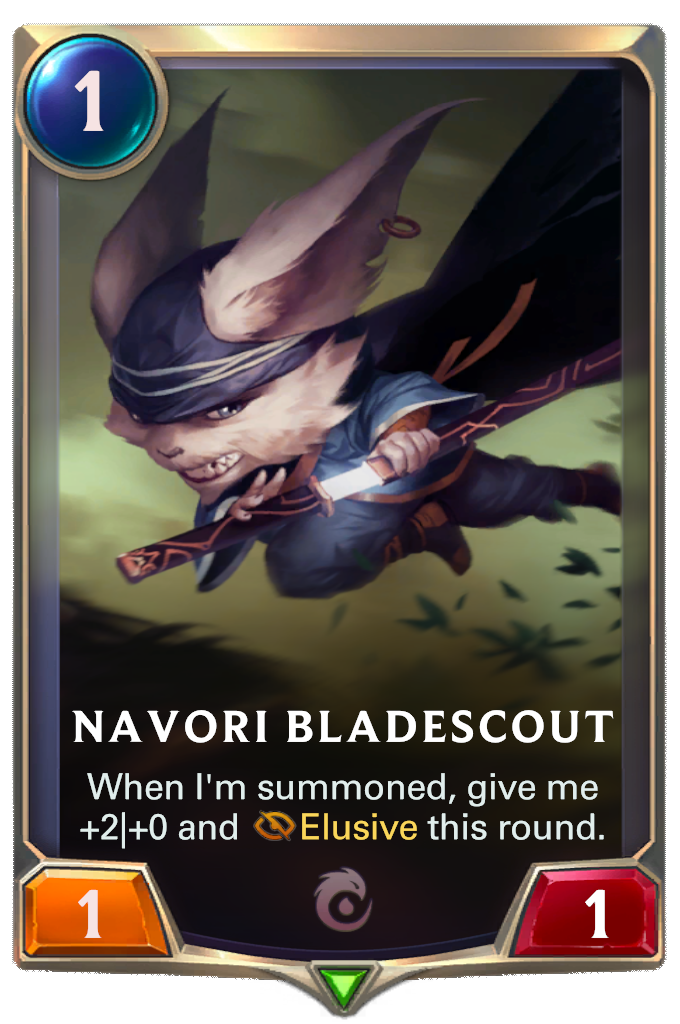 1
NAVORI BLADESCOUT
When I'm summoned, give me
+2|+0 and Elusive this round.
1
1